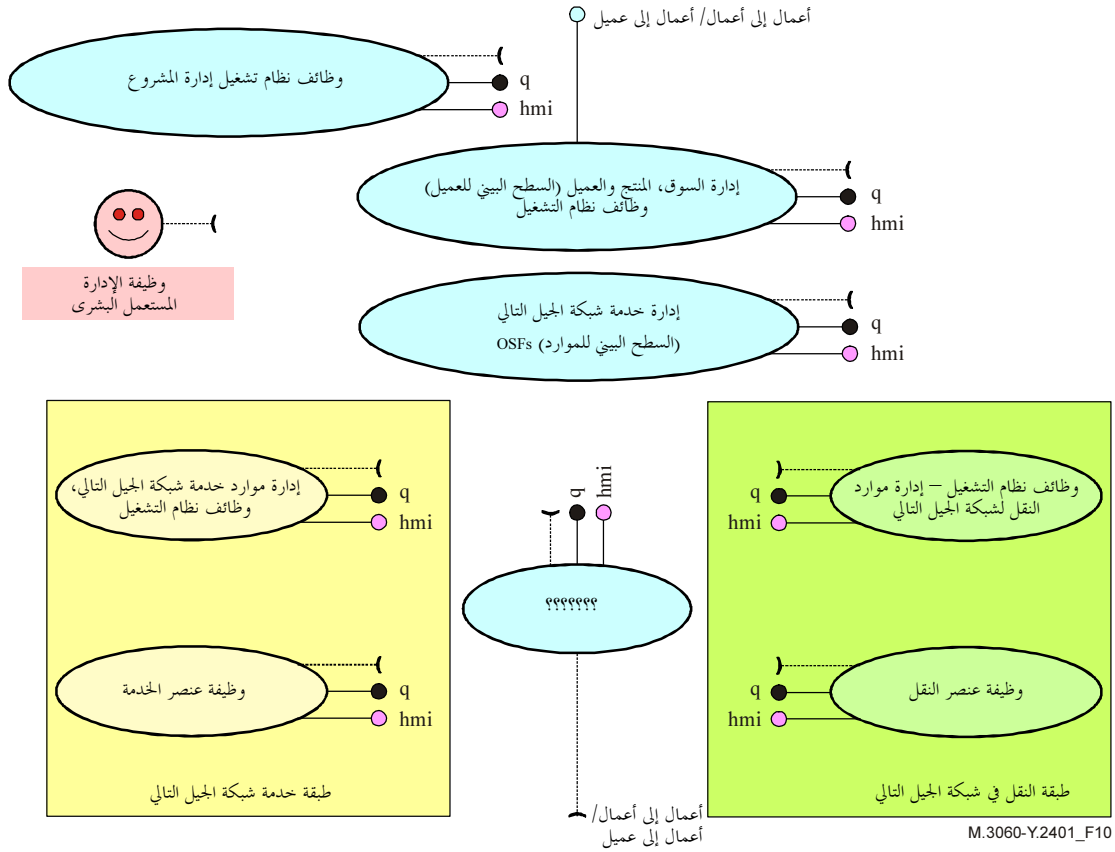 أعمال إلى أعمال/ أعمال إلى عميل
وظائف نظام تشغيل إدارة المشروع
q
hmi
إدارة السوق، المنتج والعميل (السطح البيني للعميل)
وظائف نظام التشغيل
q
hmi
وظيفة الإدارة
المستعمل البشرى
إدارة خدمة شبكة الجيل التالي
(السطح البيني للموارد) OSFs
q
hmi
وظائف نظام التشغيل – إدارة موارد
النقل لشبكة الجيل التالي
q
hmi
q
hmi
إدارة موارد خدمة شبكة الجيل التالي،
وظائف نظام التشغيل
q
hmi
؟؟؟؟؟؟؟
وظيفة عنصر النقل
q
hmi
وظيفة عنصر الخدمة
q
hmi
طبقة النقل في شبكة الجيل التالي
طبقة خدمة شبكة الجيل التالي
أعمال إلى أعمال/
أعمال إلى عميل
M.3060-Y.2401_F10